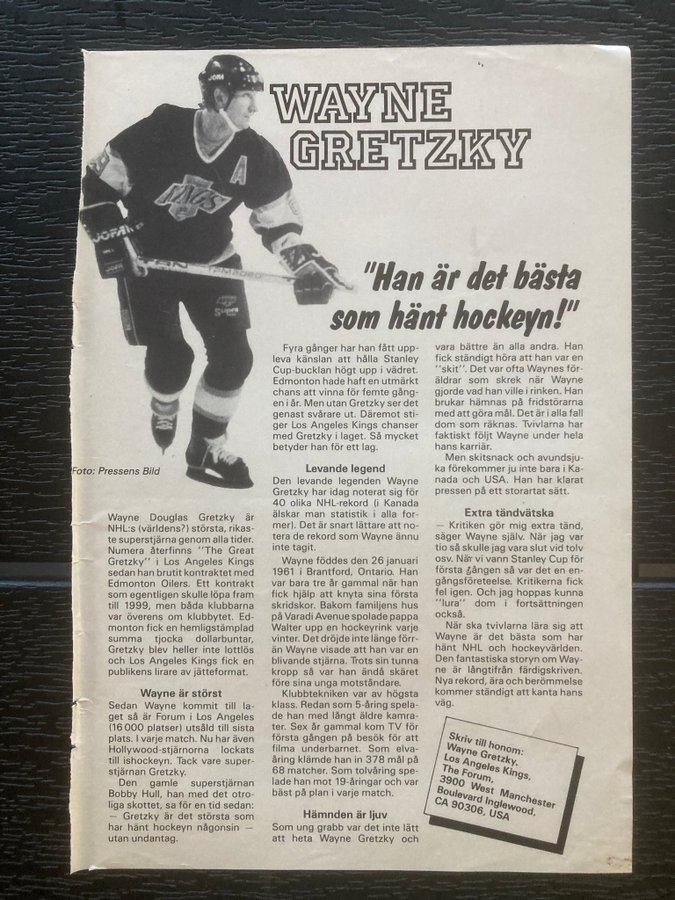 WAYNE
GRETZKY
JOFA
A
KINGS
JOFA
TITAN
"Han är det bästa
som hänt hockeyn!"
Foto: Pressens Bild
Wayne Douglas Gretzky är
NHL:s (världens?) största, rikas-
te superstjärna genom alla tider.
Numera återfinns "The Great
Gretzky" i Los Angeles Kings
sedan han brutit kontraktet med
Edmonton Oilers. Ett kontrakt
som egentligen skulle löpa fram
till 1999, men båda klubbarna
var överens om klubbytet. Ed-
monton fick en hemligstämplad
summa tjocka dollarbuntar,
Gretzky blev heller inte lottlös
och Los Angeles Kings fick en
publikens lirare av jätteformat.
Wayne är störst
Sedan Wayne kommit till la-
get så är Forum i Los Angeles
(16 000 platser) utsåld till sista
plats. I varje match. Nu har även
Hollywood-stjärnorna lockats
till ishockeyn. Tack vare super-
stjärnan Gretzky.
Den gamle superstjärnan
Bobby Hull, han med det otro-
liga skottet, sa för en tid sedan:
— Gretzky är det största som
har hänt hockeyn någonsin —
utan undantag.
Fyra gånger har han fått upp-
leva känslan att hålla Stanley
Cup-bucklan högt upp i vädret.
Edmonton hade haft en utmärkt
chans att vinna för femte gång-
en i år. Men utan Gretzky ser det
genast svårare ut. Däremot sti-
ger Los Angeles Kings chanser
med Gretzky i laget. Så mycket
betyder han för ett lag.
Levande legend
Den levande legenden Wayne
Gretzky har idag noterat sig för
40 olika NHL-rekord (i Kanada
älskar man statistik i alla for-
mer). Det är snart lättare att no-
tera de rekord som Wayne ännu
inte tagit.
Wayne föddes den 26 januari
1961 i Brantford, Ontario. Han
var bara tre år gammal när han
fick hjälp att knyta sina första
skridskor. Bakom familjens hus
på Varadi Avenue spolade pappa
Walter upp en hockeyrink varje
vinter. Det dröjde inte länge förr-
än Wayne visade att han var en
blivande stjärna. Trots sin tunna
kropp så var han ändå skäret
före sina unga motståndare.
Klubbtekniken var av högsta
klass. Redan som 5-åring spela-
de han med långt äldre kamra-
ter. Sex år gammal kom TV för
första gången på besök för att
filma underbarnet. Som elva-
åring klämde han in 378 mål på
68 matcher. Som tolvåring spe-
lade han mot 19-åringar och var
bäst på plan i varje match.
Hämnden är ljuv
Som ung grabb var det inte lätt
att heta Wayne Gretzky och
vara bättre än alla andra. Han
fick ständigt höra att han var en
"skit". Det var ofta Waynes för-
äldrar som skrek när Wayne
gjorde vad han ville i rinken. Han
brukar hämnas på fridstörarna
med att göra mål. Det är i alla fall
dom som räknas. Tvivlarna har
faktiskt följt Wayne under hela
hans karriär.
Men skitsnack och avundsju-
ka förekommer ju inte bara i Ka-
nada och USA. Han har klarat
pressen på ett storartat sätt.
Extra tändvätska
— Kritiken gör mig extra tänd,
säger Wayne själv. När jag var
tio så skulle jag vara slut vid tolv
osv. När vi vann Stanley Cup för
första gången så var det en en-
gångsföreteelse. Kritikerna fick
fel igen. Och jag hoppas kunna
"lura" dom i fortsättningen
också.
När ska tvivlarna lära sig att
Wayne är det bästa som har
hänt NHL och hockeyvärlden.
Den fantastiska storyn om Way-
ne är långtifrån färdigskriven.
Nya rekord, ära och berömmelse
kommer ständigt att kanta hans
väg.
Skriv till honom:
Wayne Gretzky,
Los Angeles Kings,
The Forum,
3900 West Manchester
Boulevard Inglewood,
CA 90306, USA